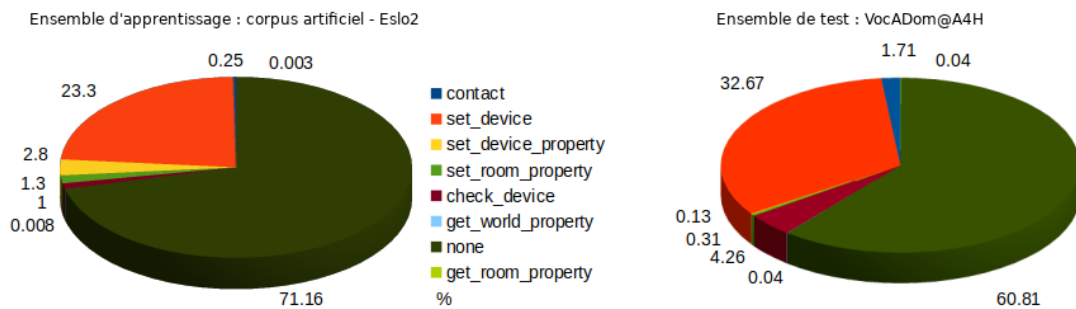 Ensemble d'apprentissage : corpus artificiel - Eslo2
0.25
0.003
23.3
2.8
1.3
1
0.008
71.16
contact
set_device
set_device_property
set_room_property
check_device
get_world_property
none
get_room_property
%
Ensemble de test : VocADom@A4H
1.71
0.04
32.67
0.13
0.31
4.26
0.04
60.81